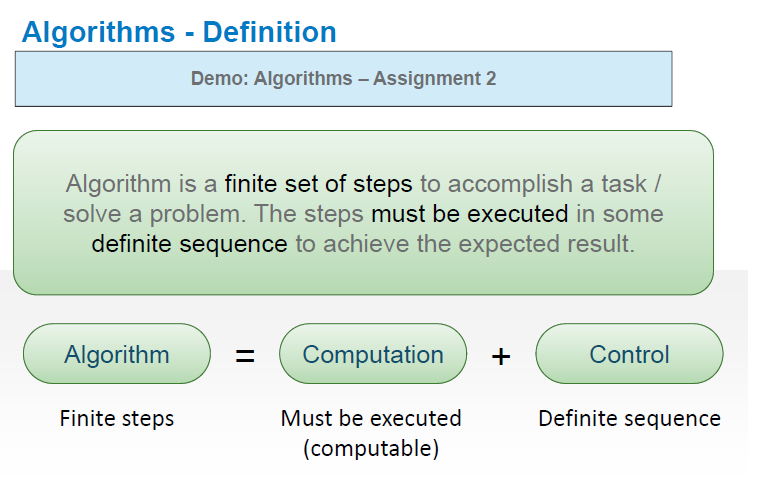 Algorithms - Definition
Demo: Algorithms – Assignment 2
Algorithm is a finite set of steps to accomplish a task /
solve a problem. The steps must be executed in some
definite sequence to achieve the expected result.
Algorithm = Computation + Control
Finite steps Must be executed Definite sequence
(computable)